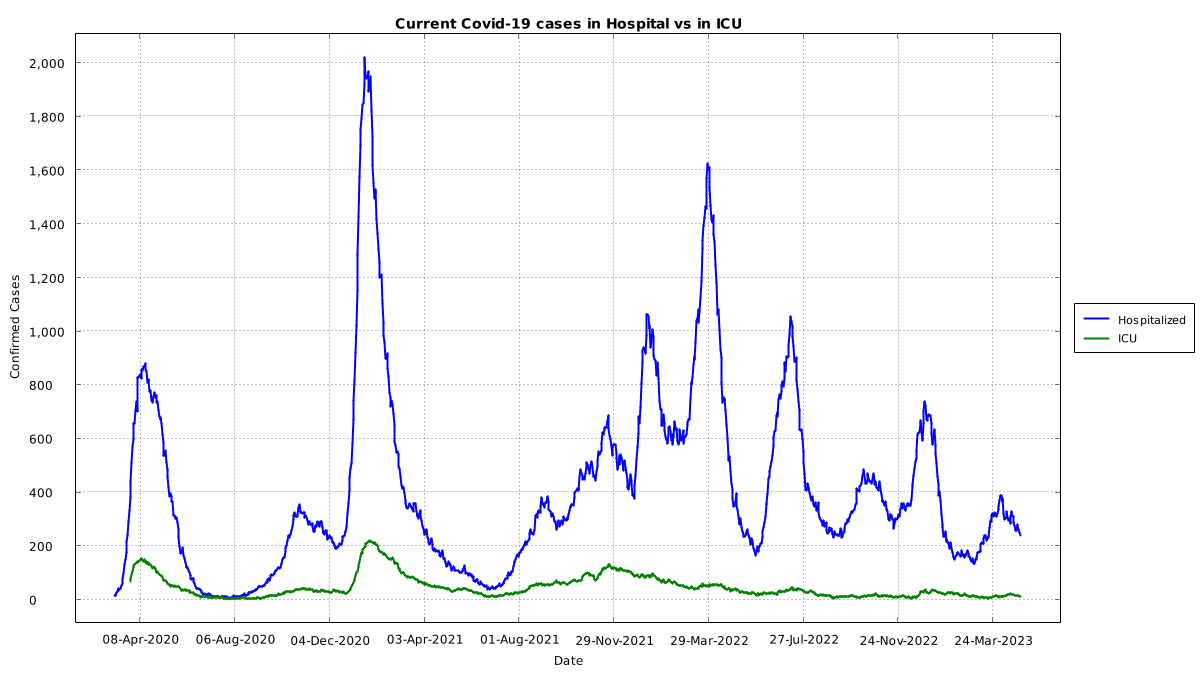 Current Covid-19 cases in Hospital vs in ICU
Confirmed Cases
2,000
1,800
1,600
1,400
1,200
1,000
800
600
400
200
0
08-Apr-2020 06-Aug-2020 04-Dec-2020 03-Apr-2021 01-Aug-2021 29-Nov-2021 29-Mar-2022 27-Jul-2022 24-Nov-2022 24-Mar-2023
Date
Hospitalized
ICU